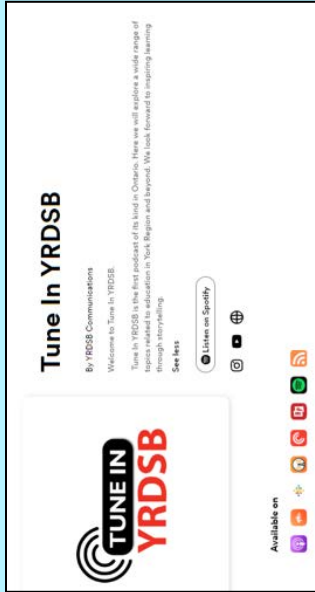 TUNE IN
YRDSB
Tune In YRDSB
By YRDSB Communications
Welcome to Tune In YRDSB.
Tune In YRDSB is the first podcast of its kind in Ontario. Here we will explore a wide range of
topics related to education in York Region and beyond. We look forward to inspiring learning
through storytelling.
See less
Listen on Spotify
Available on